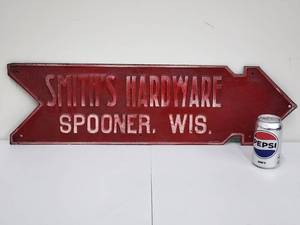 SMITH'S HARDWARE
SPOONER, WIS.
PEPSI